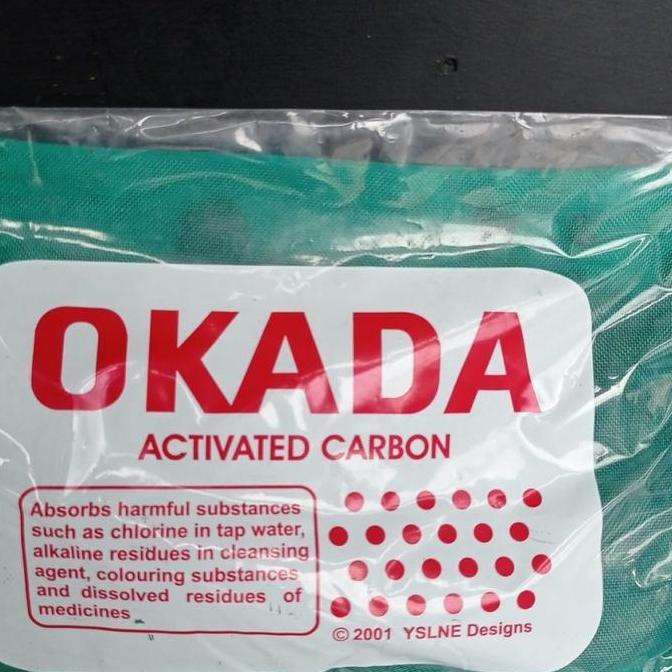 OKADA
ACTIVATED CARBON
Absorbs harmful substances
such as chlorine in tap water,
alkaline residues in cleansing
agent, colouring substances
and dissolved residues of
medicines
© 2001 YSLNE Designs